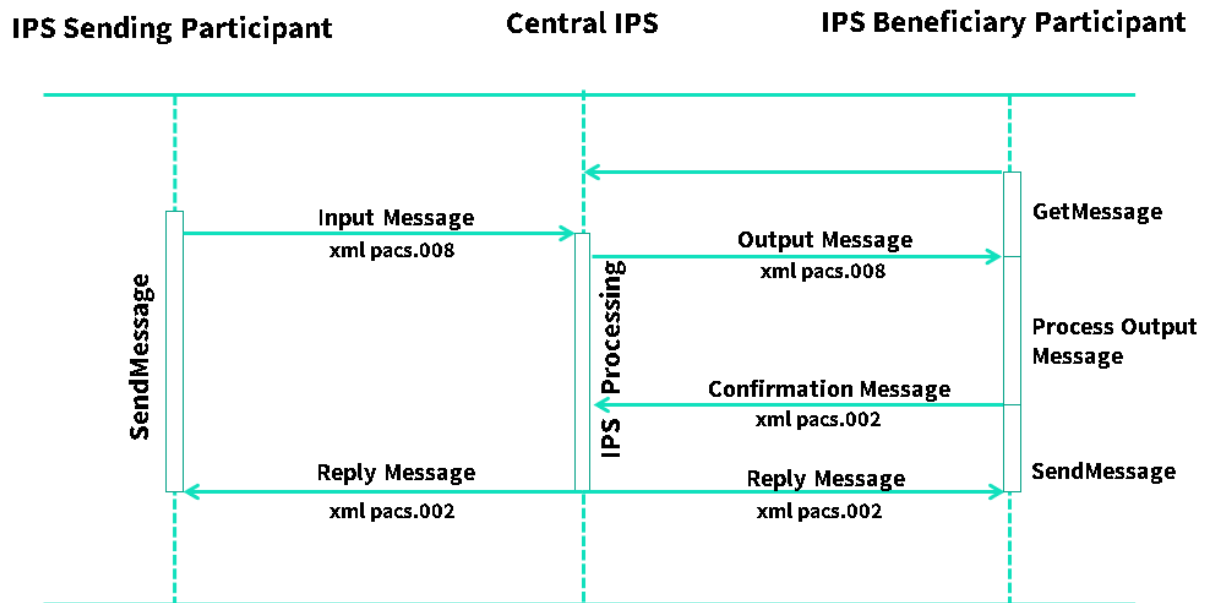 IPS Sending Participant
Central IPS
IPS Beneficiary Participant
GetMessage
Input Message
xml pacs.008
Output Message
xml pacs.008
SendMessage
IPS Processing
Process Output
Message
Confirmation Message
xml pacs.002
Reply Message
xml pacs.002
Reply Message
xml pacs.002
SendMessage